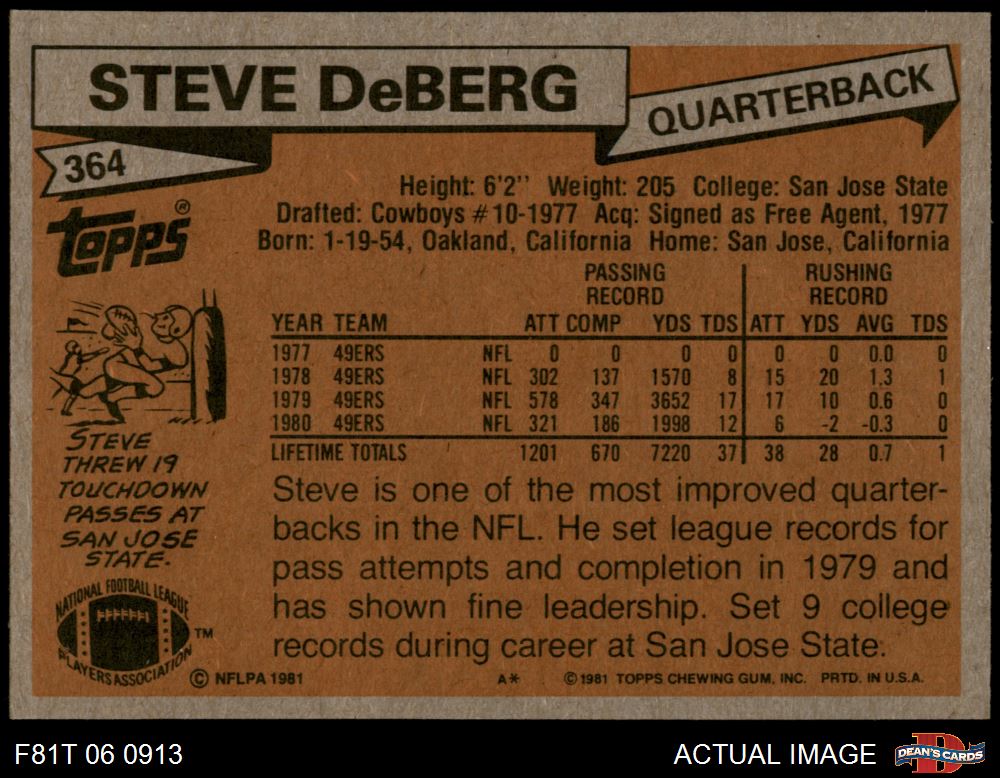 STEVE DeBERG
QUARTERBACK
364
topps®
Height: 6'2'' Weight: 205 College: San Jose State
Drafted: Cowboys #10-1977 Acq: Signed as Free Agent, 1977
Born: 1-19-54, Oakland, California Home: San Jose, California
PASSING RECORD RUSHING RECORD
YEAR TEAM ATT COMP YDS TDS ATT YDS AVG TDS
1977 49ERS NFL 0 0 0 0 0 0 0.0 0
1978 49ERS NFL 302 137 1570 8 15 20 1.3 1
1979 49ERS NFL 578 347 3652 17 17 10 0.6 0
1980 49ERS NFL 321 186 1998 12 6 -2 -0.3 0
LIFETIME TOTALS 1201 670 7220 37 38 28 0.7 1
STEVE
THREW 19
TOUCHDOWN
PASSES AT
SAN JOSE
STATE.
Steve is one of the most improved quarter-
backs in the NFL. He set league records for
pass attempts and completion in 1979 and
has shown fine leadership. Set 9 college
records during career at San Jose State.
NATIONAL FOOTBALL LEAGUE
PLAYERS ASSOCIATION
TM
© NFLPA 1981 A* © 1981 TOPPS CHEWING GUM, INC. PRTD. IN U.S.A.
F81T 06 0913 ACTUAL IMAGE DEAN'S CARDS